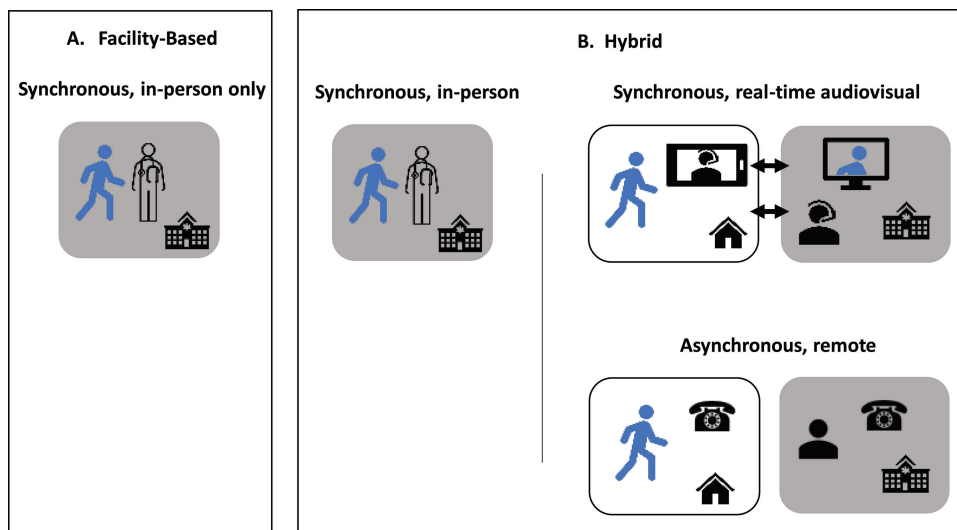 A. Facility-Based
Synchronous, in-person only
B. Hybrid
Synchronous, in-person
Synchronous, real-time audiovisual
Asynchronous, remote